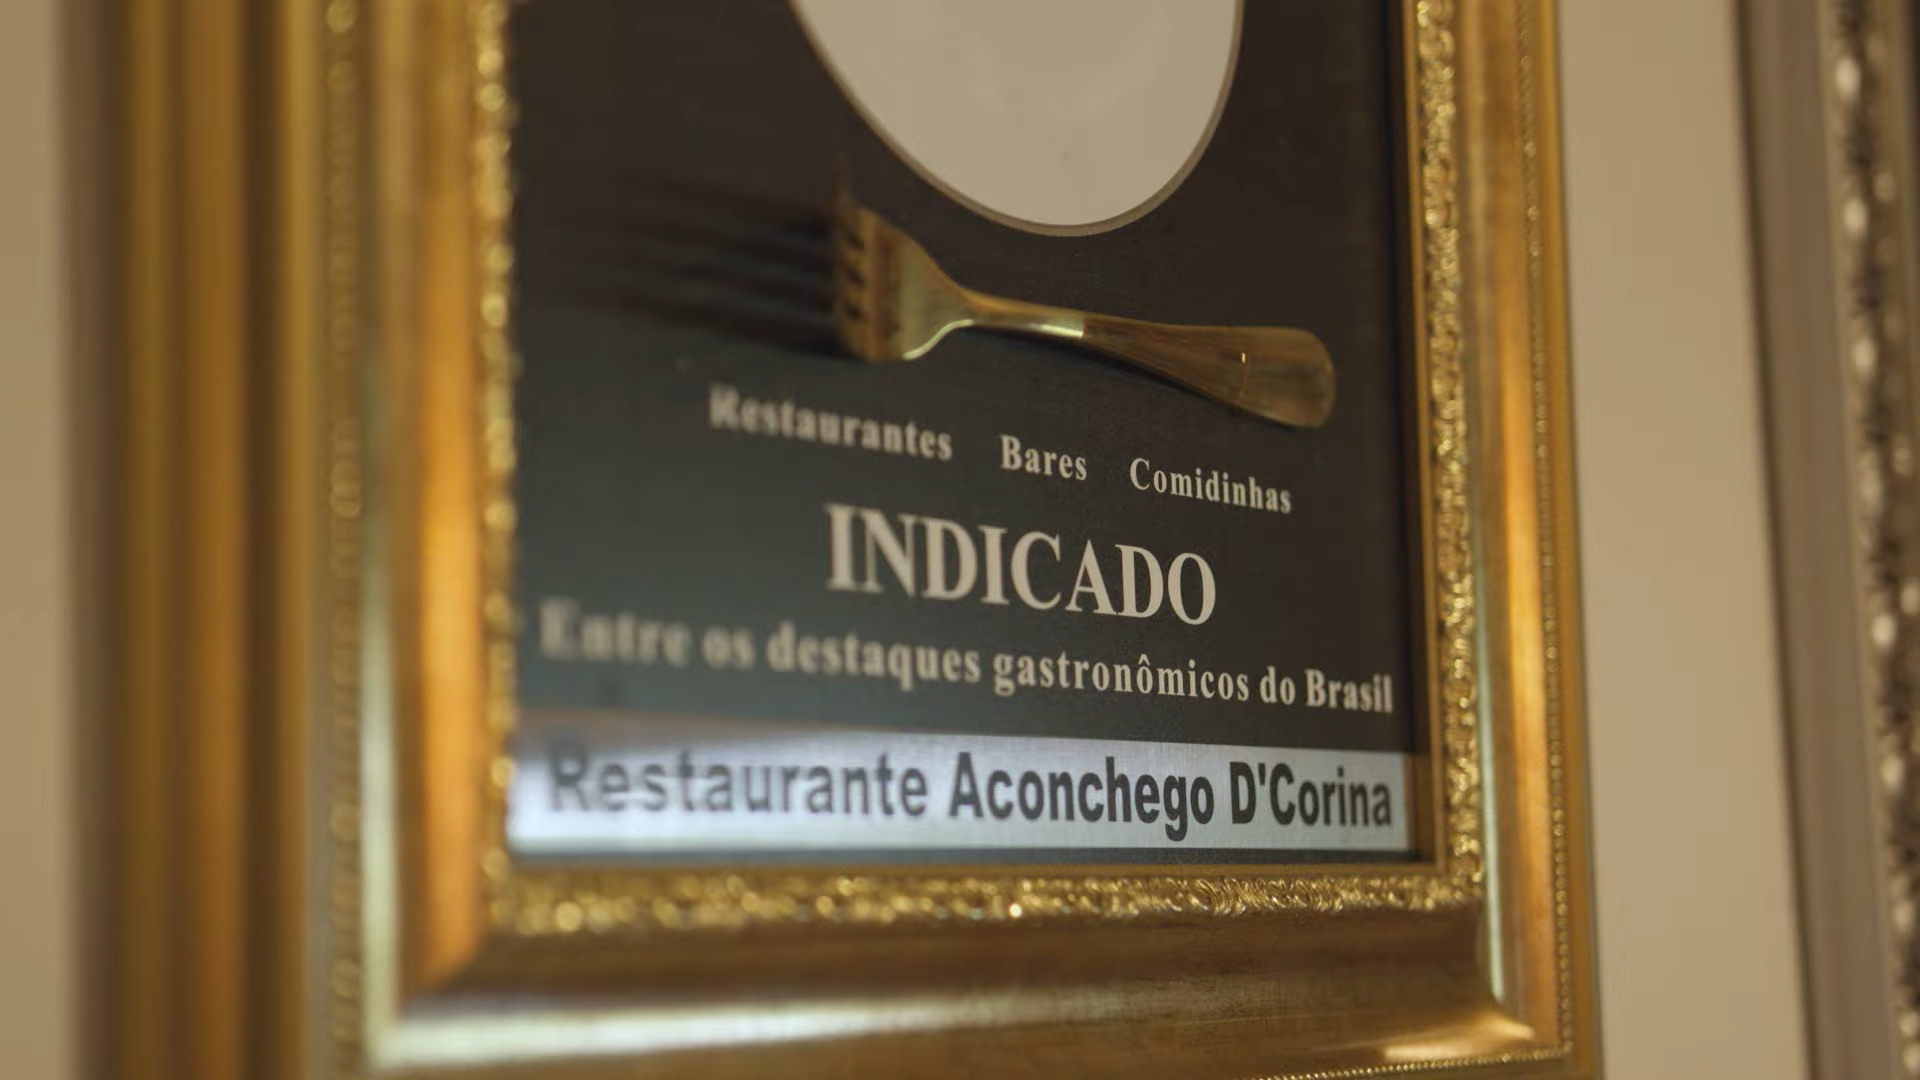 Restaurantes Bares Comidinhas
INDICADO
Entre os destaques gastronômicos do Brasil
Restaurante Aconchego D'Corina